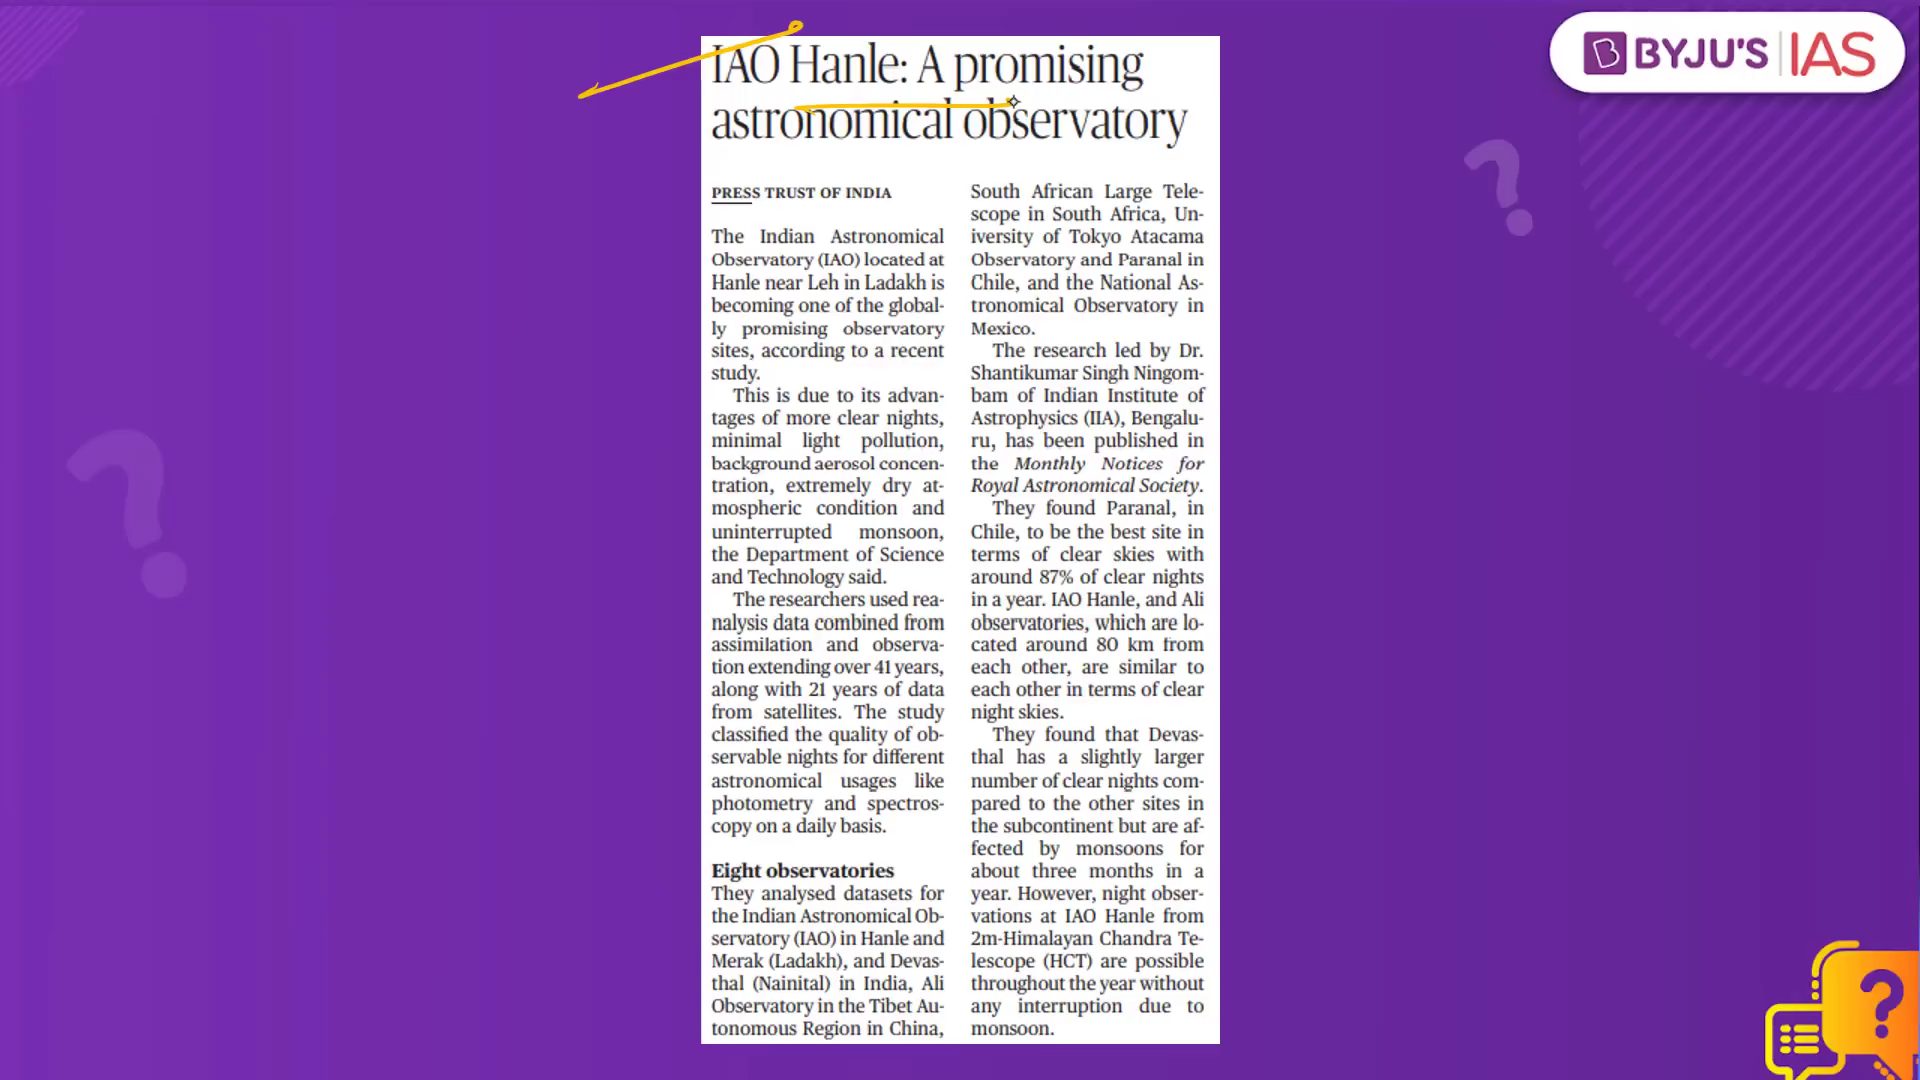 IAO Hanle: A promising
astronomical observatory
PRESS TRUST OF INDIA
The Indian Astronomical
Observatory (IAO) located at
Hanle near Leh in Ladakh is
becoming one of the global-
ly promising observatory
sites, according to a recent
study.
This is due to its advan-
tages of more clear nights,
minimal light pollution,
background aerosol concen-
tration, extremely dry at-
mospheric condition and
uninterrupted monsoon,
the Department of Science
and Technology said.
The researchers used rea-
nalysis data combined from
assimilation and observa-
tion extending over 41 years,
along with 21 years of data
from satellites. The study
classified the quality of ob-
servable nights for different
astronomical usages like
photometry and spectros-
copy on a daily basis.
Eight observatories
They analysed datasets for
the Indian Astronomical Ob-
servatory (IAO) in Hanle and
Merak (Ladakh), and Devas-
thal (Nainital) in India, Ali
Observatory in the Tibet Au-
tonomous Region in China,
South African Large Tele-
scope in South Africa, Un-
iversity of Tokyo Atacama
Observatory and Paranal in
Chile, and the National As-
tronomical Observatory in
Mexico.
The research led by Dr.
Shantikumar Singh Ningom-
bam of Indian Institute of
Astrophysics (IIA), Bengalu-
ru, has been published in
the Monthly Notices for
Royal Astronomical Society.
They found Paranal, in
Chile, to be the best site in
terms of clear skies with
around 87% of clear nights
in a year. IAO Hanle, and Ali
observatories, which are lo-
cated around 80 km from
each other, are similar to
each other in terms of clear
night skies.
They found that Devas-
thal has a slightly larger
number of clear nights com-
pared to the other sites in
the subcontinent but are af-
fected by monsoons for
about three months in a
year. However, night obser-
vations at IAO Hanle from
2m-Himalayan Chandra Te-
lescope (HCT) are possible
throughout the year without
any interruption due to
monsoon.
BYJU'S IAS